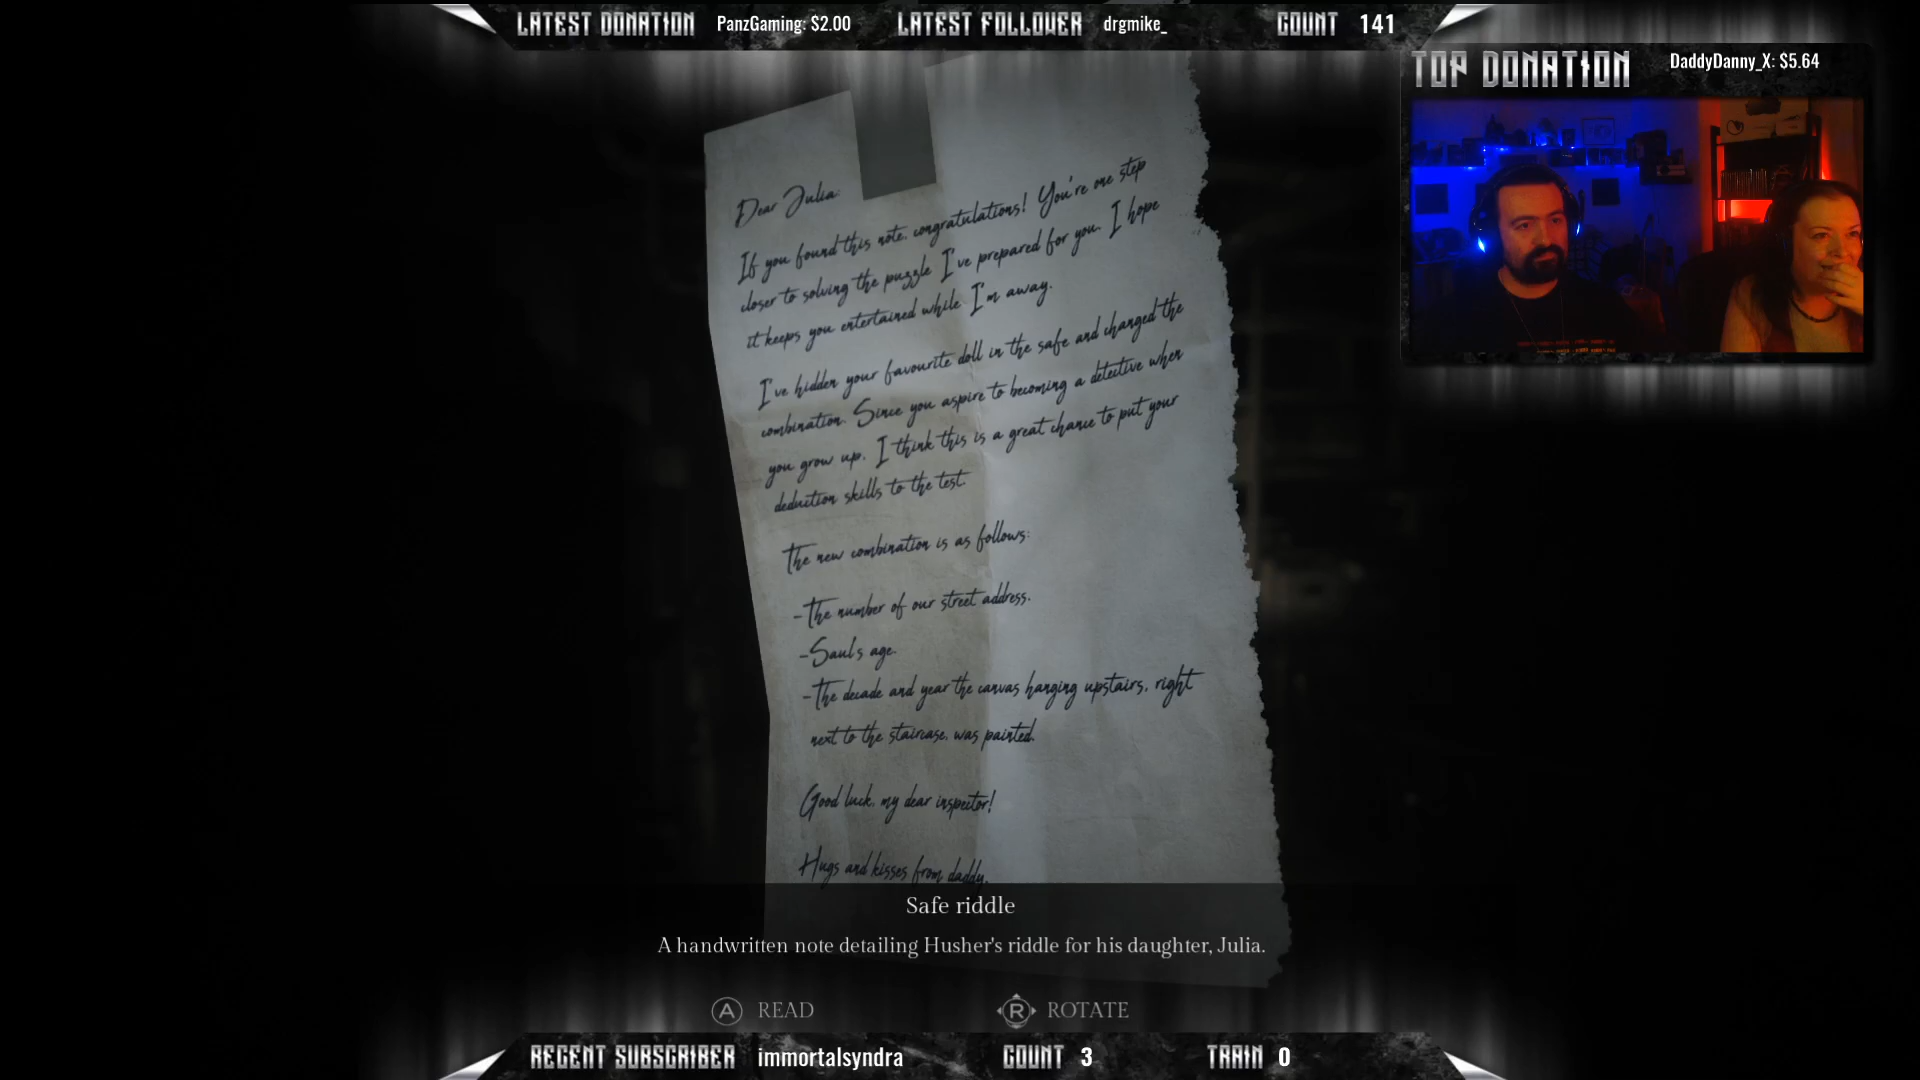 LATEST DONATION PanzGaming: $2.00 LATEST FOLLOWER drgmike_ COUNT 141
TOP DONATION DaddyDanny_X: $5.64
Dear Julia:
If you found this note, congratulations! You're one step
closer to solving the puzzle I've prepared for you. I hope
it keeps you entertained while I'm away.
I've hidden your favourite doll in the safe and changed the
combination. Since you aspire to becoming a detective when
you grow up, I think this is a great chance to put your
deduction skills to the test.
The new combination is as follows:
-The number of our street address.
-Saul's age.
-The decade and year the canvas hanging upstairs, right
next to the staircase, was painted.
Good luck, my dear inspector!
Hugs and kisses from daddy.
Safe riddle
A handwritten note detailing Husher's riddle for his daughter, Julia.
A READ R ROTATE
RECENT SUBSCRIBER immortalsyndra COUNT 3 TRAIN 0